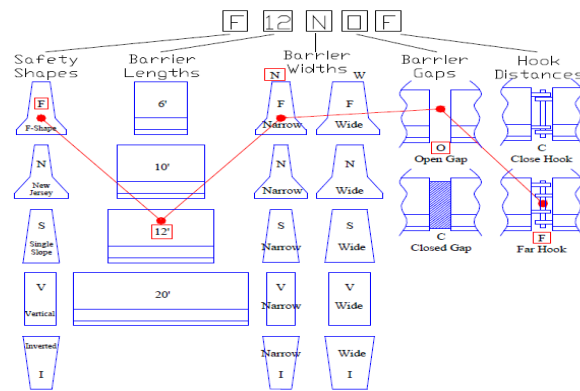 F 12 N O F
Safety Shapes
Barrier Lengths
Barrier Widths
Barrier Gaps
Hook Distances
F
F-Shape
N
New Jersey
S
Single Slope
V
Vertical
Inverted
I
6'
10'
12'
20'
N W
F
Narrow
F
Wide
N
Narrow
N
Wide
S
Narrow
S
Wide
V
Narrow
V
Wide
Narrow
I
Wide
I
O
Open Gap
C
Closed Gap
C
Close Hook
F
Far Hook